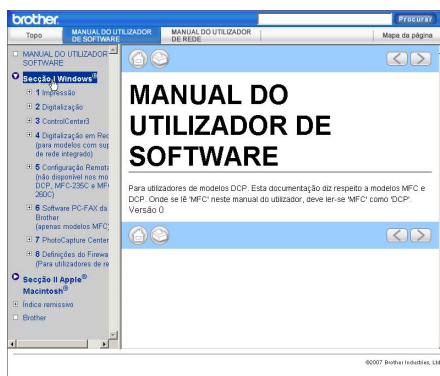 brother.
Procurar
Topo
MANUAL DO UTILIZADOR
DE SOFTWARE
MANUAL DO UTILIZADOR
DE REDE
Mapa da página
MANUAL DO UTILIZADOR
SOFTWARE
Secção I Windows®
1 Impressão
2 Digitalização
3 ControlCenter3
4 Digitalização em Rec
(para modelos com sup
de rede integrado)
5 Configuração Remota
(não disponível nos mo
DCP, MFC-235C e MF
260C)
6 Software PC-FAX da
Brother
(apenas modelos MFC)
7 PhotoCapture Center
8 Definições do Firewa
(Para utilizadores de re
Secção II Apple®
Macintosh®
Índice remissivo
Brother
MANUAL DO
UTILIZADOR DE
SOFTWARE
Para utilizadores de modelos DCP. Esta documentação diz respeito a modelos MFC e
DCP. Onde se lê 'MFC' neste manual do utilizador, deve ler-se 'MFC' como 'DCP'.
Versão 0
©2007 Brother Industries, Ltd